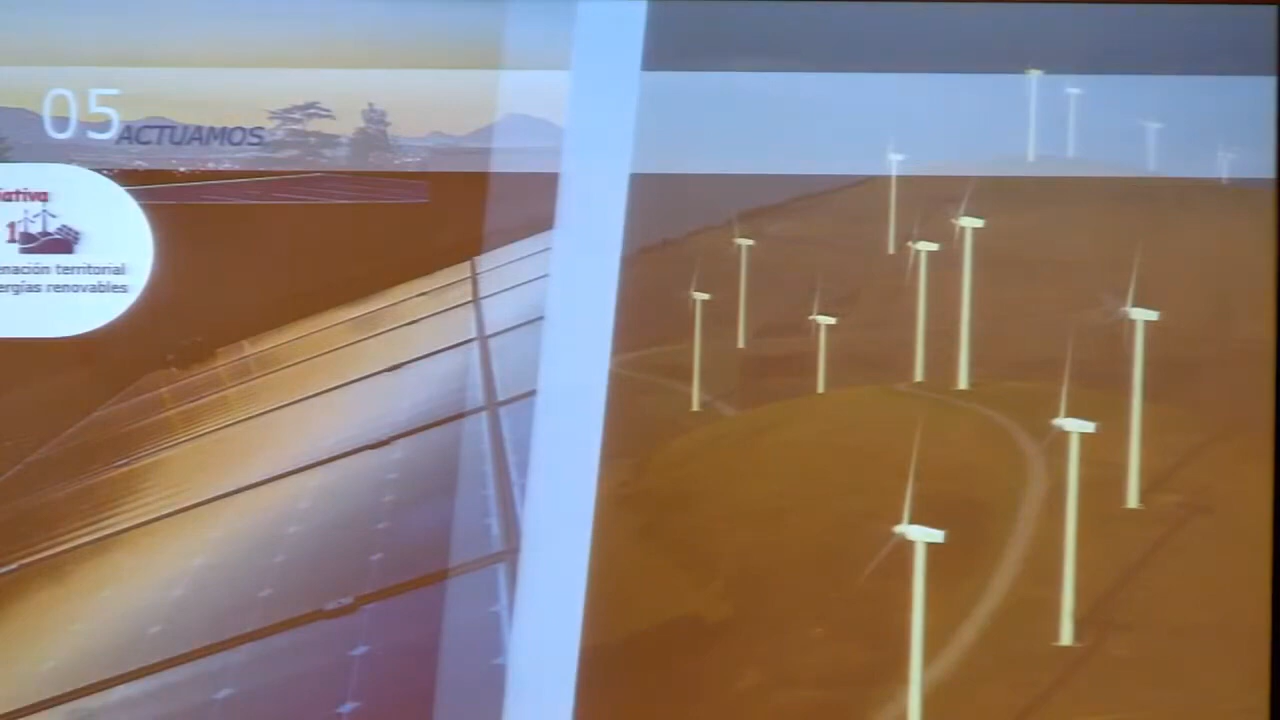 05 ACTUAMOS
iativa
1
enación territorial
ergías renovables